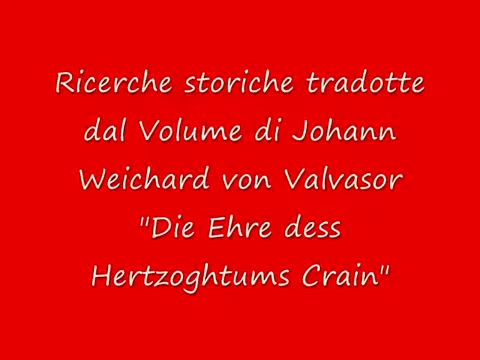 Ricerche storiche tradotte
dal Volume di Johann
Weichard von Valvasor
"Die Ehre dess
Hertzoghtums Crain"